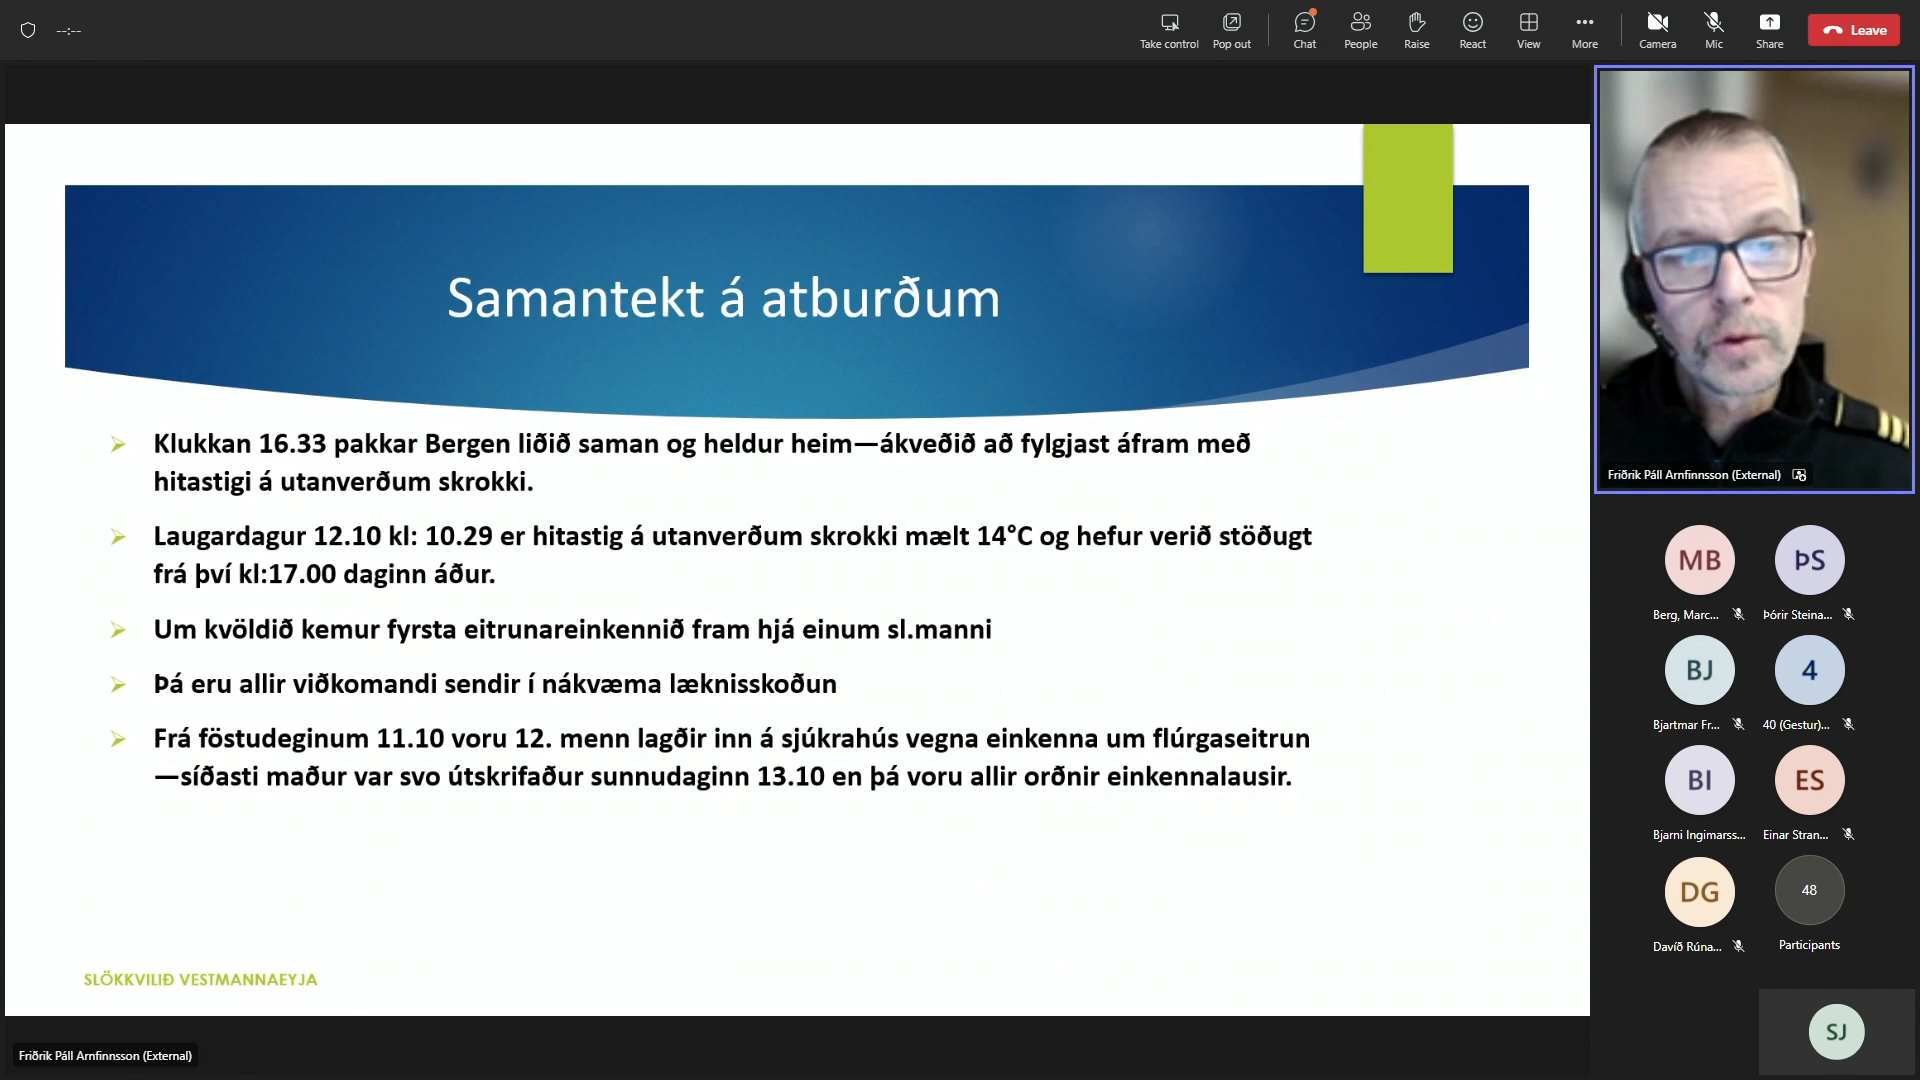 --:--
Take control
Pop out
Chat
People
Raise
React
View
More
Camera
Mic
Share
Leave
Samantekt á atburðum
Klukkan 16.33 pakkar Bergen liðið saman og heldur heim—ákveðið að fylgjast áfram með
hitastigi á utanverðum skrokki.
Laugardagur 12.10 kl: 10.29 er hitastig á utanverðum skrokki mælt 14°C og hefur verið stöðugt
frá því kl:17.00 daginn áður.
Um kvöldið kemur fyrsta eitrunareinkennið fram hjá einum sl.manni
Þá eru allir viðkomandi sendir í nákvæma læknisskoðun
Frá föstudeginum 11.10 voru 12. menn lagðir inn á sjúkrahús vegna einkenna um flúrgaseitrun
—síðasti maður var svo útskrifaður sunnudaginn 13.10 en þá voru allir orðnir einkennalausir.
SLÖKKVILIÐ VESTMANNAEYJA
Friðrik Páll Arnfinnsson (External)
Friðrik Páll Arnfinnsson (External)
MB
ÞS
Berg, Marc...
Þórir Steina...
BJ
4
Bjartmar Fr...
40 (Gestur)...
BI
ES
Bjarni Ingimarss...
Einar Stran...
DG
48
Davíð Rúna...
Participants
SJ